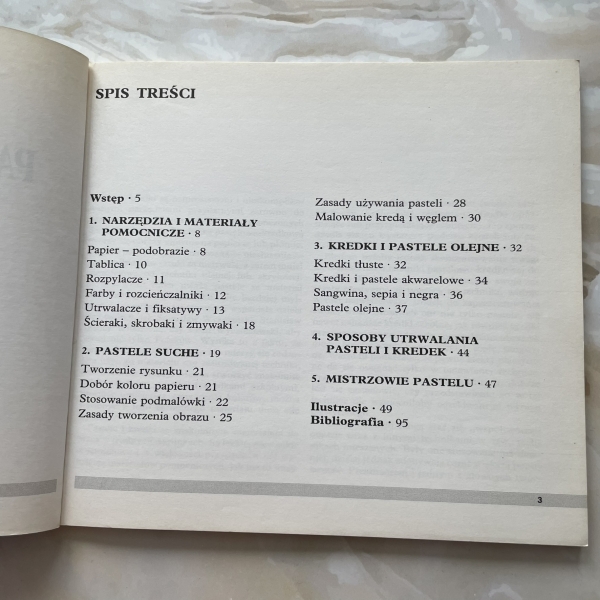 SPIS TREŚCI
Wstęp · 5
1. NARZĘDZIA I MATERIAŁY
POMOCNICZE · 8
Papier – podobrazie · 8
Tablica · 10
Rozpylacze · 11
Farby i rozcieńczalniki · 12
Utrwalacze i fiksatywy · 13
Ścieraki, skrobaki i zmywaki · 18
2. PASTELE SUCHE · 19
Tworzenie rysunku · 21
Dobór koloru papieru · 21
Stosowanie podmalówki · 22
Zasady tworzenia obrazu · 25
Zasady używania pasteli · 28
Malowanie kredą i węglem · 30
3. KREDKI I PASTELE OLEJNE · 32
Kredki tłuste · 32
Kredki i pastele akwarelowe · 34
Sangwina, sepia i negra · 36
Pastele olejne · 37
4. SPOSOBY UTRWALANIA
PASTELI I KREDEK · 44
5. MISTRZOWIE PASTELU · 47
Ilustracje · 49
Bibliografia · 95
3